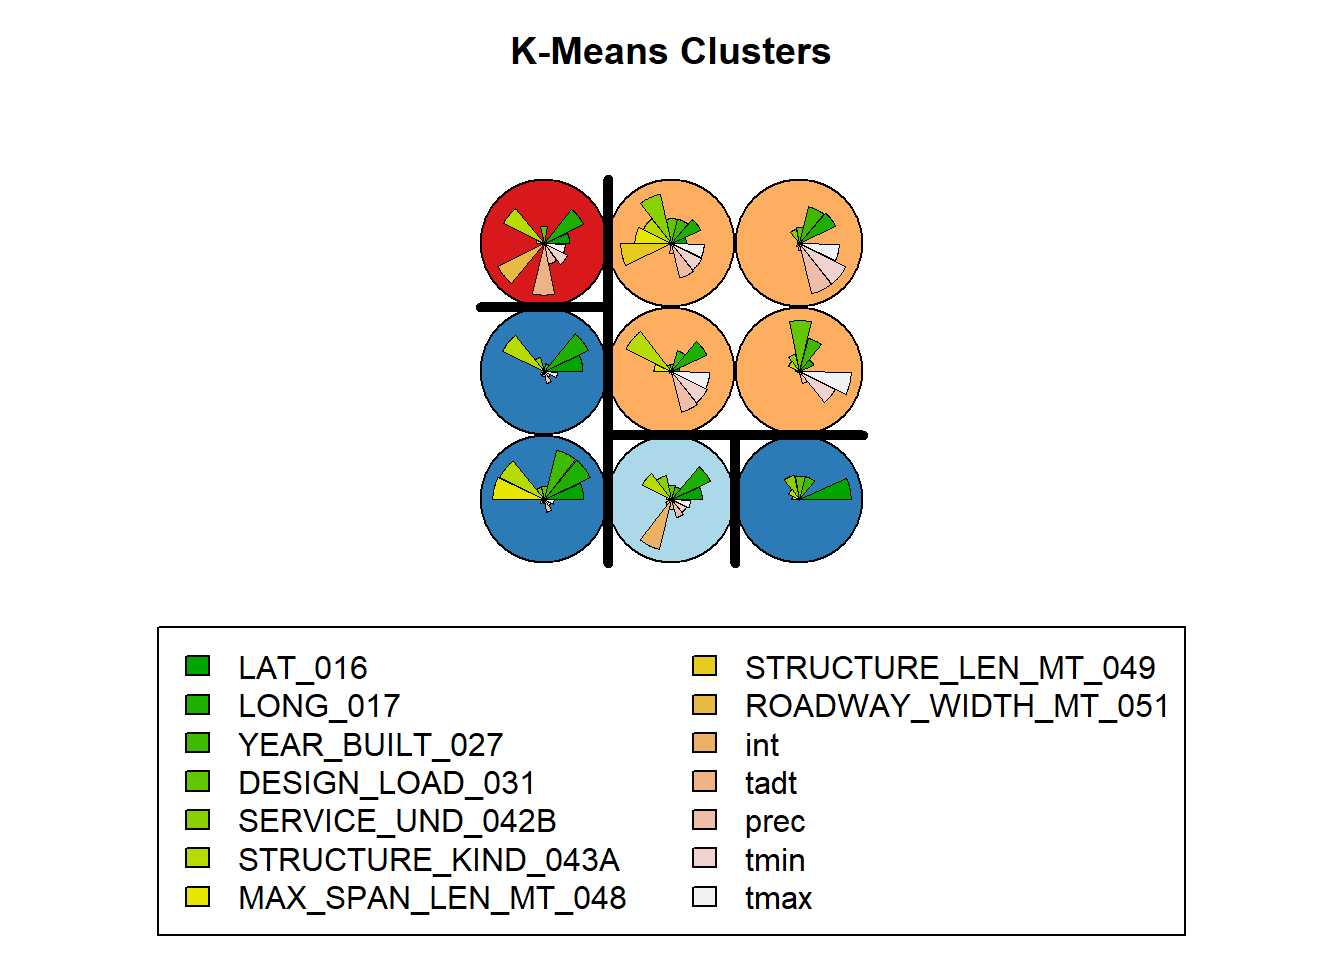 K-Means Clusters
LAT_016
LONG_017
YEAR_BUILT_027
DESIGN_LOAD_031
SERVICE_UND_042B
STRUCTURE_KIND_043A
MAX_SPAN_LEN_MT_048
STRUCTURE_LEN_MT_049
ROADWAY_WIDTH_MT_051
int
tadt
prec
tmin
tmax